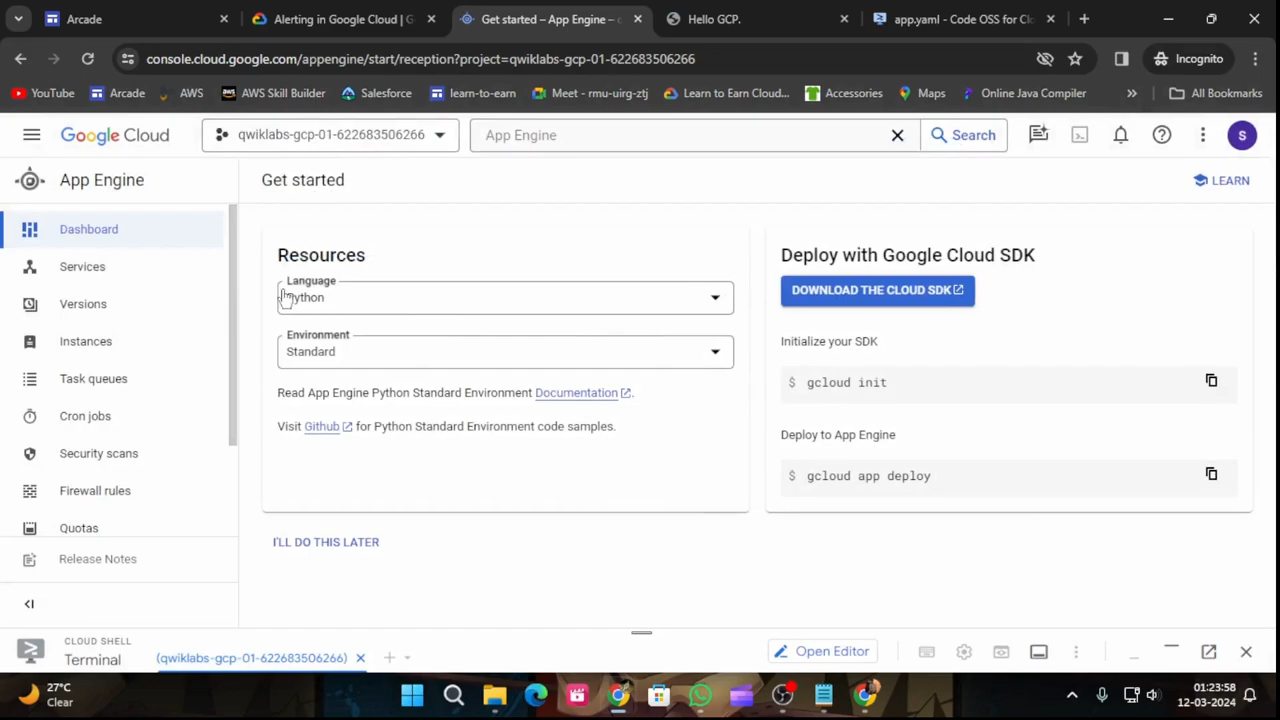 Arcade
Alerting in Google Cloud | G
Get started – App Engine –
Hello GCP.
app.yaml - Code OSS for Clo
console.cloud.google.com/appengine/start/reception?project=qwiklabs-gcp-01-622683506266
Incognito
YouTube
Arcade
AWS
AWS Skill Builder
Salesforce
learn-to-earn
Meet - rmu-uirg-ztj
Learn to Earn Cloud...
Accessories
Maps
Online Java Compiler
All Bookmarks
Google Cloud
qwiklabs-gcp-01-622683506266
App Engine
Search
S
App Engine
Get started
LEARN
Dashboard
Services
Versions
Instances
Task queues
Cron jobs
Security scans
Firewall rules
Quotas
Release Notes
Resources
Language
Python
Environment
Standard
Read App Engine Python Standard Environment Documentation .
Visit Github for Python Standard Environment code samples.
I'LL DO THIS LATER
Deploy with Google Cloud SDK
DOWNLOAD THE CLOUD SDK
Initialize your SDK
$ gcloud init
Deploy to App Engine
$ gcloud app deploy
CLOUD SHELL
Terminal
(qwiklabs-gcp-01-622683506266)
Open Editor
27°C
Clear
01:23:58
12-03-2024